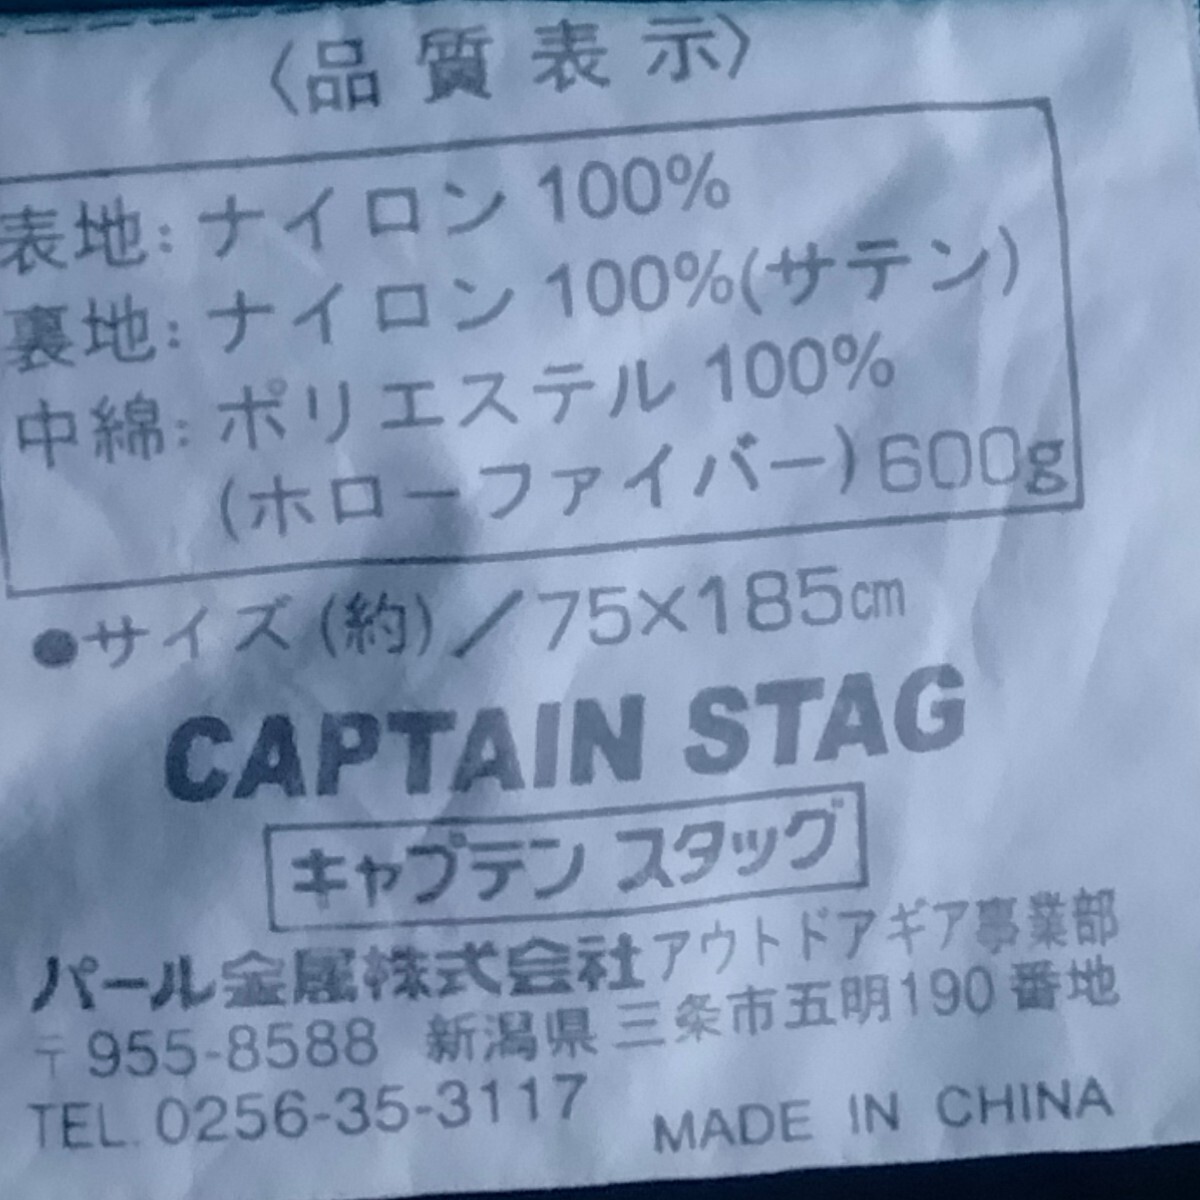 〈品質表示〉
表地: ナイロン 100%
裏地: ナイロン 100%(サテン)
中綿: ポリエステル 100%
(ホローファイバー) 600g
●サイズ(約)／75×185cm
CAPTAIN STAG
キャプテン スタッグ
パール金属株式会社 アウトドアギア事業部
〒955-8588 新潟県三条市五明190番地
TEL. 0256-35-3117 MADE IN CHINA